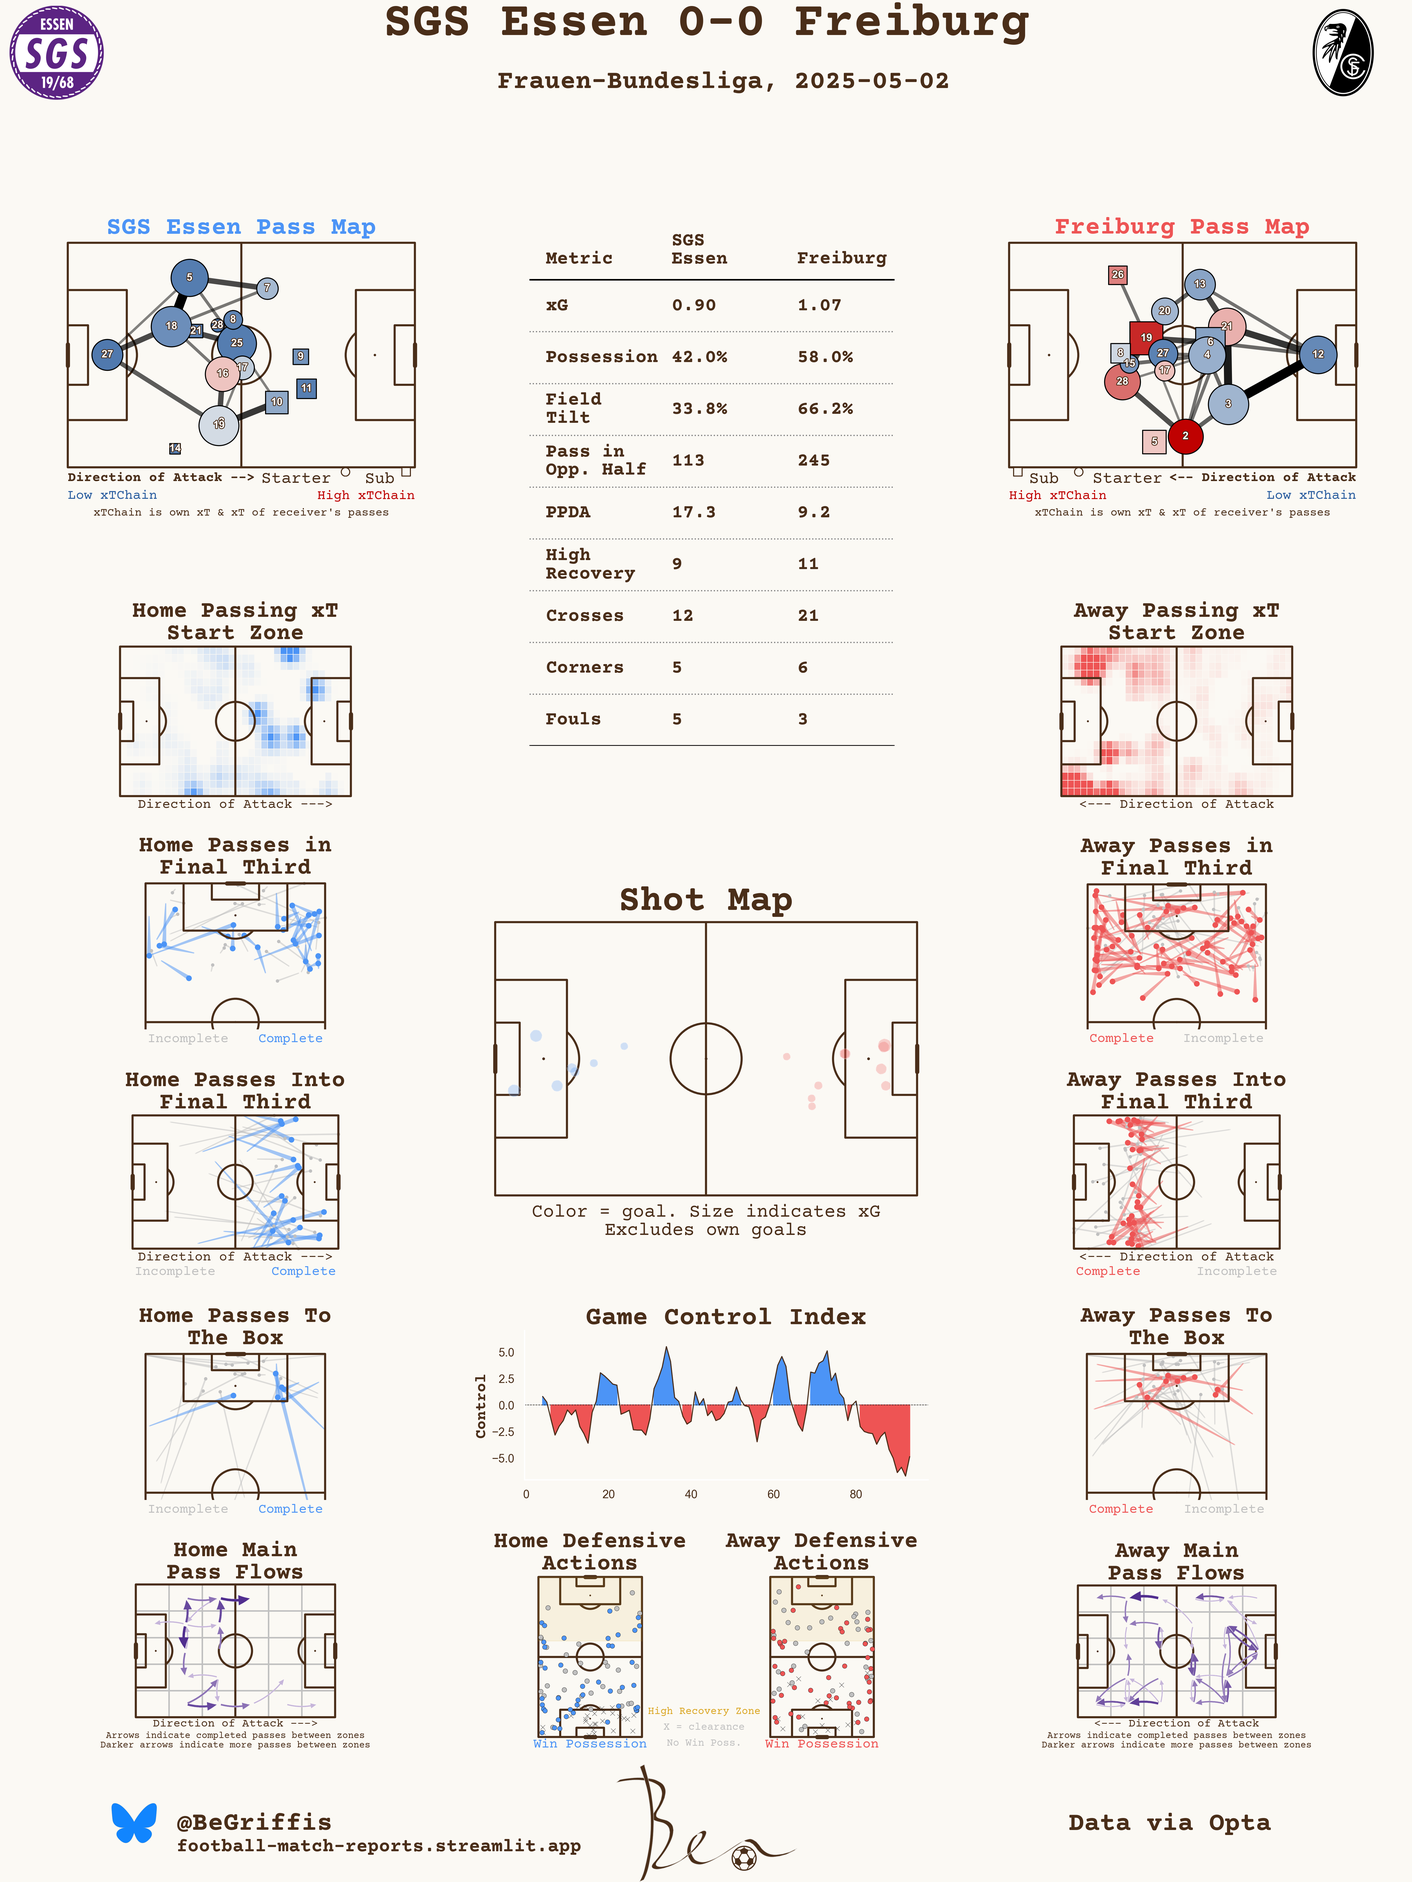 SGS Essen 0-0 Freiburg
Frauen-Bundesliga, 2025-05-02
ESSEN
SGS
19/68
SGS Essen Pass Map
5
7
18
21
28
8
25
27
16
17
9
11
10
19
14
Direction of Attack --> Starter Sub
Low xTChain High xTChain
xTChain is own xT & xT of receiver's passes
Metric SGS Essen Freiburg
xG 0.90 1.07
Possession 42.0% 58.0%
Field Tilt 33.8% 66.2%
Pass in Opp. Half 113 245
PPDA 17.3 9.2
High Recovery 9 11
Crosses 12 21
Corners 5 6
Fouls 5 3
Freiburg Pass Map
26
13
20
21
19
6
8
27
4
12
15
17
28
3
2
5
Sub Starter <-- Direction of Attack
High xTChain Low xTChain
xTChain is own xT & xT of receiver's passes
Home Passing xT
Start Zone
Direction of Attack --->
Away Passing xT
Start Zone
<--- Direction of Attack
Home Passes in
Final Third
Incomplete Complete
Away Passes in
Final Third
Complete Incomplete
Shot Map
Color = goal. Size indicates xG
Excludes own goals
Home Passes Into
Final Third
Direction of Attack --->
Incomplete Complete
Away Passes Into
Final Third
<--- Direction of Attack
Complete Incomplete
Home Passes To
The Box
Incomplete Complete
Game Control Index
Control
5.0
2.5
0.0
−2.5
−5.0
0 20 40 60 80
Away Passes To
The Box
Complete Incomplete
Home Main
Pass Flows
Direction of Attack --->
Arrows indicate completed passes between zones
Darker arrows indicate more passes between zones
Home Defensive
Actions
Win Possession
High Recovery Zone
X = clearance
No Win Poss.
Away Defensive
Actions
Win Possession
Away Main
Pass Flows
<--- Direction of Attack
Arrows indicate completed passes between zones
Darker arrows indicate more passes between zones
@BeGriffis
football-match-reports.streamlit.app
Ben
Data via Opta